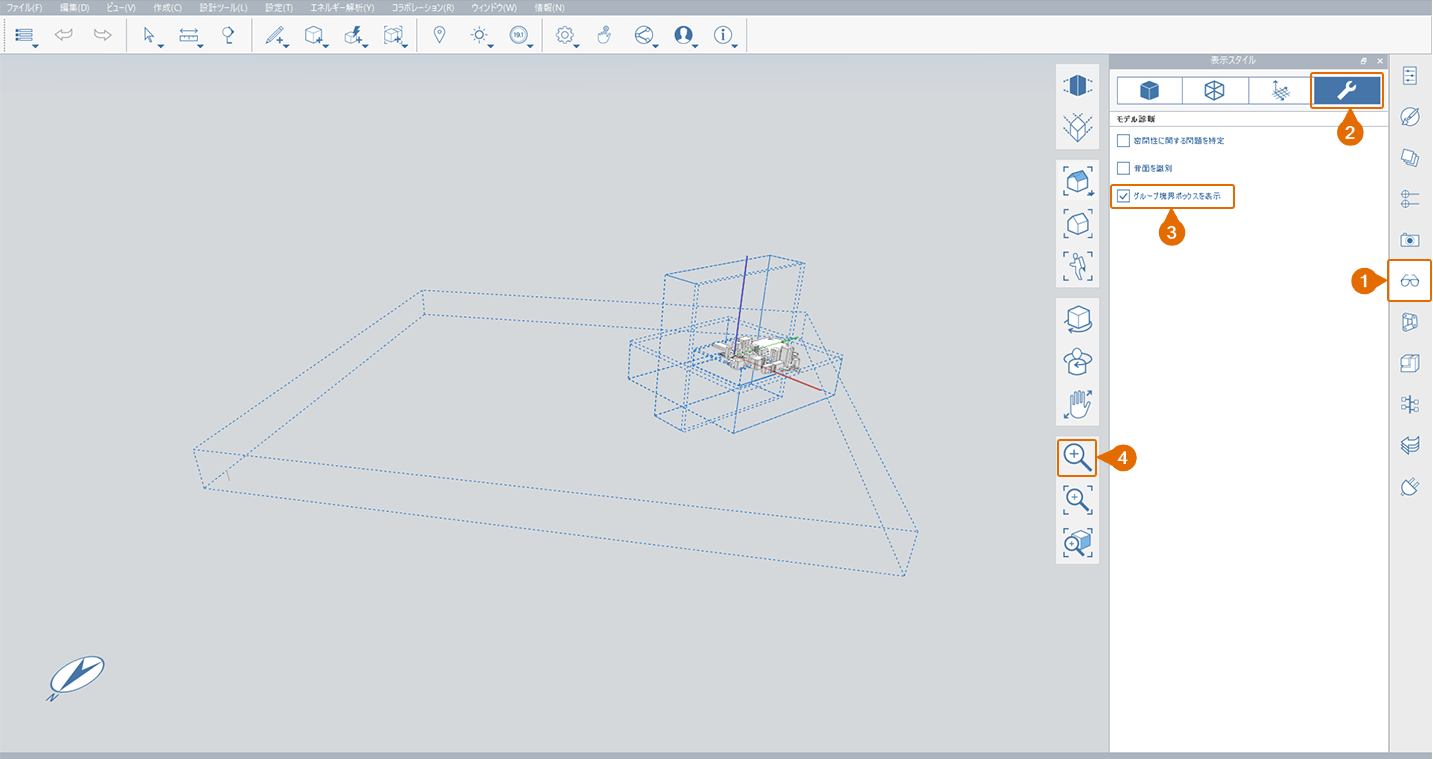 ファイル(F) 編集(D) ビュー(V) 作成(C) 設計ツール(L) 設定(T) エネルギー解析(Y) コラボレーション(R) ウィンドウ(W) 情報(N)
19.1
表示スタイル
モデル診断
密閉性に関する問題を特定
背面を識別
グループ境界ボックスを表示
2
3
1
4
N